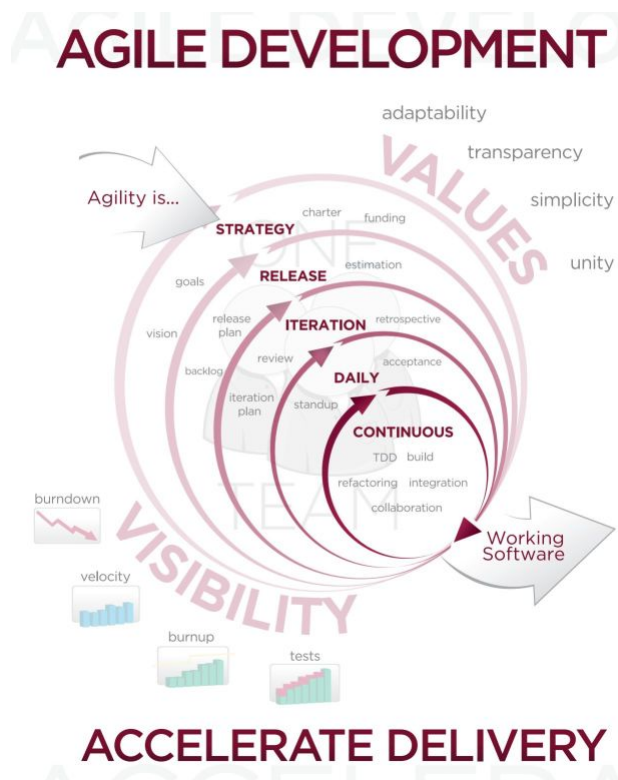 AGILE DEVELOPMENT
adaptability
VALUES
transparency
Agility is...
simplicity
charter
funding
STRATEGY
ONE
unity
estimation
RELEASE
goals
release
plan
retrospective
ITERATION
vision
review
acceptance
backlog
DAILY
iteration
plan
standup
CONTINUOUS
TDD
build
refactoring
integration
TEAM
collaboration
burndown
Working
Software
VISIBILITY
velocity
burnup
tests
ACCELERATE DELIVERY